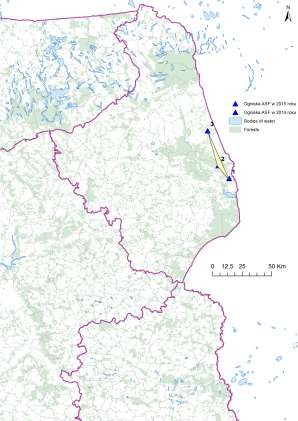 N
Ogniska ASF w 2015 roku
Ogniska ASF w 2014 roku
Bodies of water
Forests
3
2
0 12,5 25 50 Km